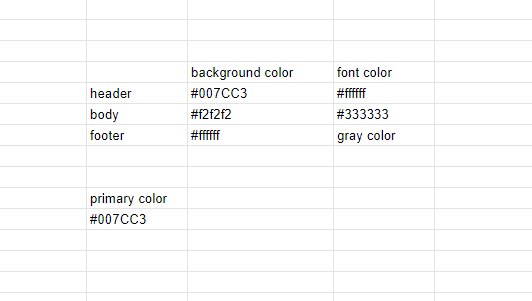 background color font color
header #007CC3 #ffffff
body #f2f2f2 #333333
footer #ffffff gray color
primary color
#007CC3